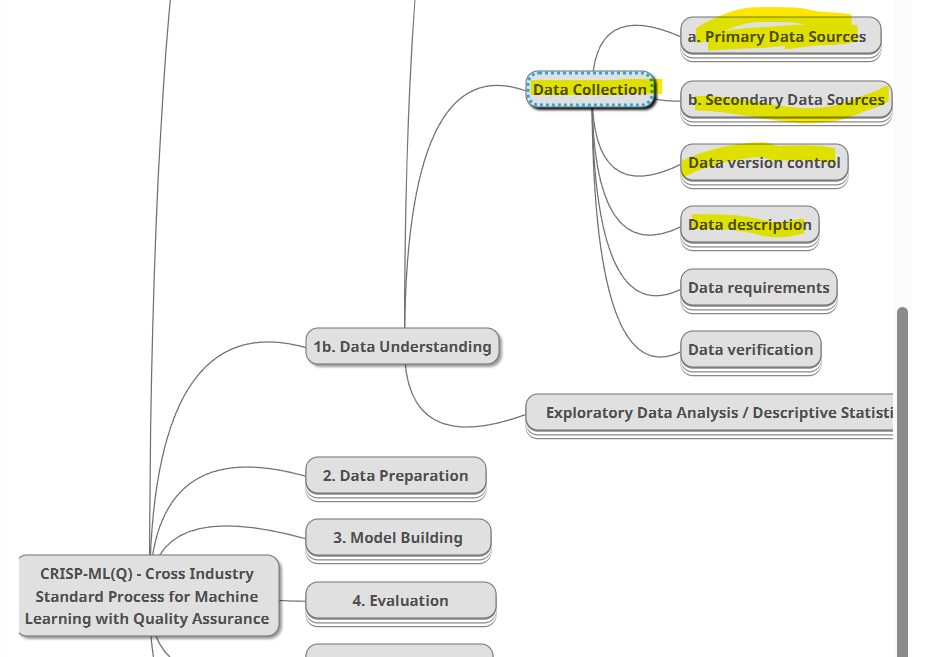 a. Primary Data Sources
Data Collection
b. Secondary Data Sources
Data version control
Data description
Data requirements
Data verification
1b. Data Understanding
Exploratory Data Analysis / Descriptive
2. Data Preparation
3. Model Building
CRISP-ML(Q) - Cross Industry
Standard Process for Machine
Learning with Quality Assurance
4. Evaluation